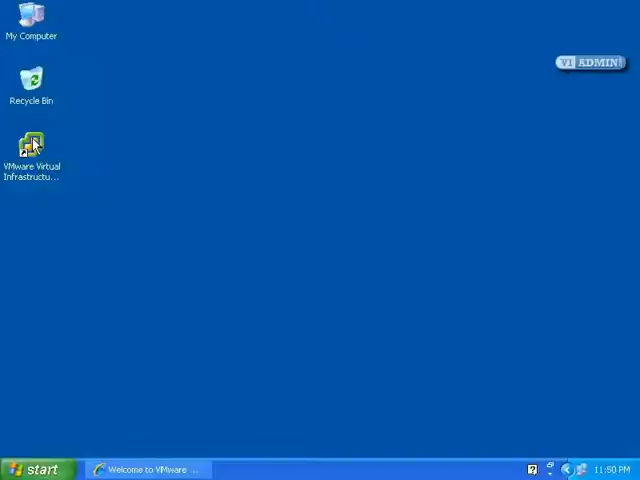 My Computer
VI ADMIN
Recycle Bin
VMware Virtual
Infrastructu...
start
Welcome to VMware ...
11:50 PM